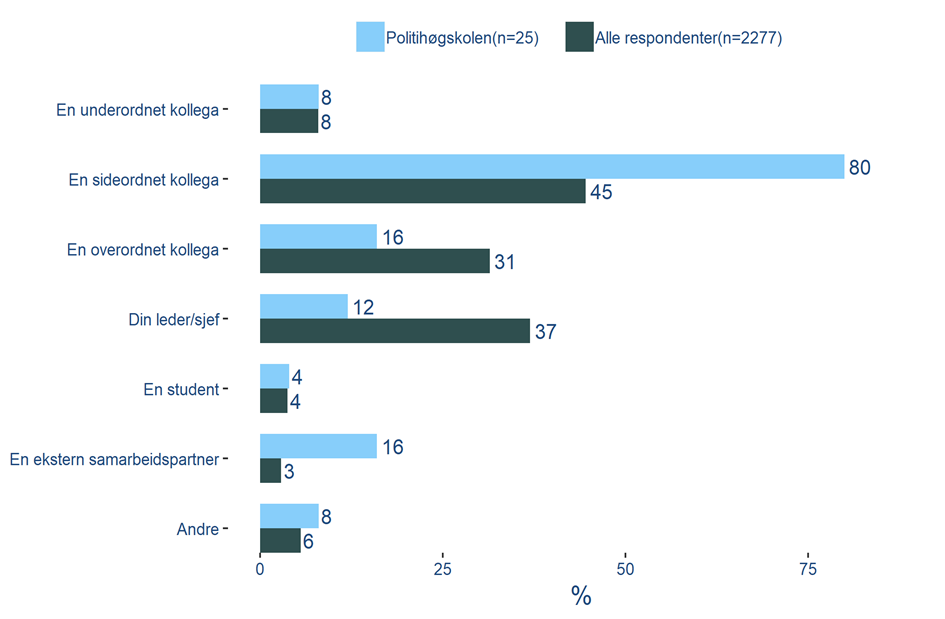 Politihøgskolen(n=25) Alle respondenter(n=2277)
En underordnet kollega
8
8
En sideordnet kollega
80
45
En overordnet kollega
16
31
Din leder/sjef
12
37
En student
4
4
En ekstern samarbeidspartner
16
3
Andre
8
6
0 25 50 75
%